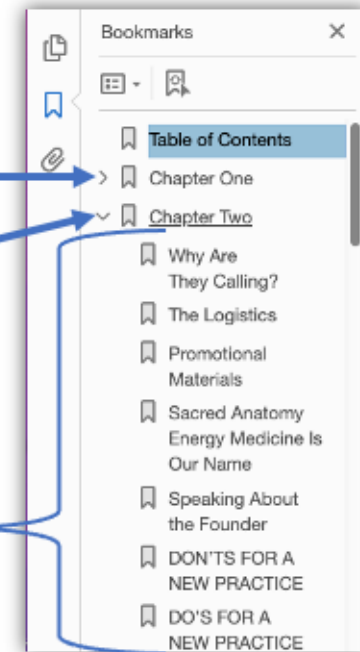 Bookmarks
Table of Contents
Chapter One
Chapter Two
Why Are
They Calling?
The Logistics
Promotional
Materials
Sacred Anatomy
Energy Medicine Is
Our Name
Speaking About
the Founder
DON'TS FOR A
NEW PRACTICE
DO'S FOR A
NEW PRACTICE